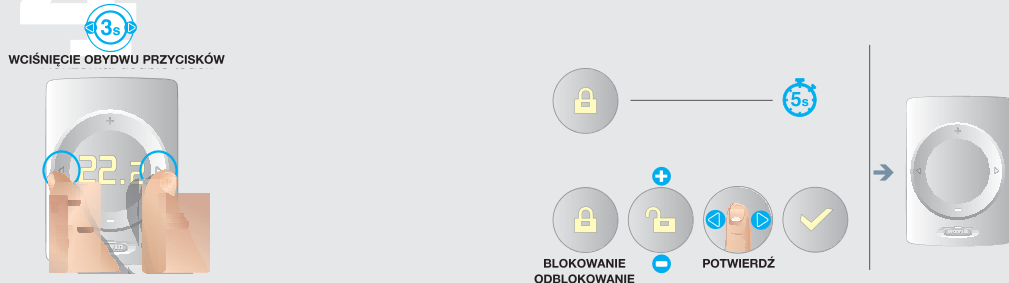 3s
WCIŚNIĘCIE OBYDWU PRZYCISKÓW
22.2
5s
BLOKOWANIE
ODBLOKOWANIE
POTWIERDŹ